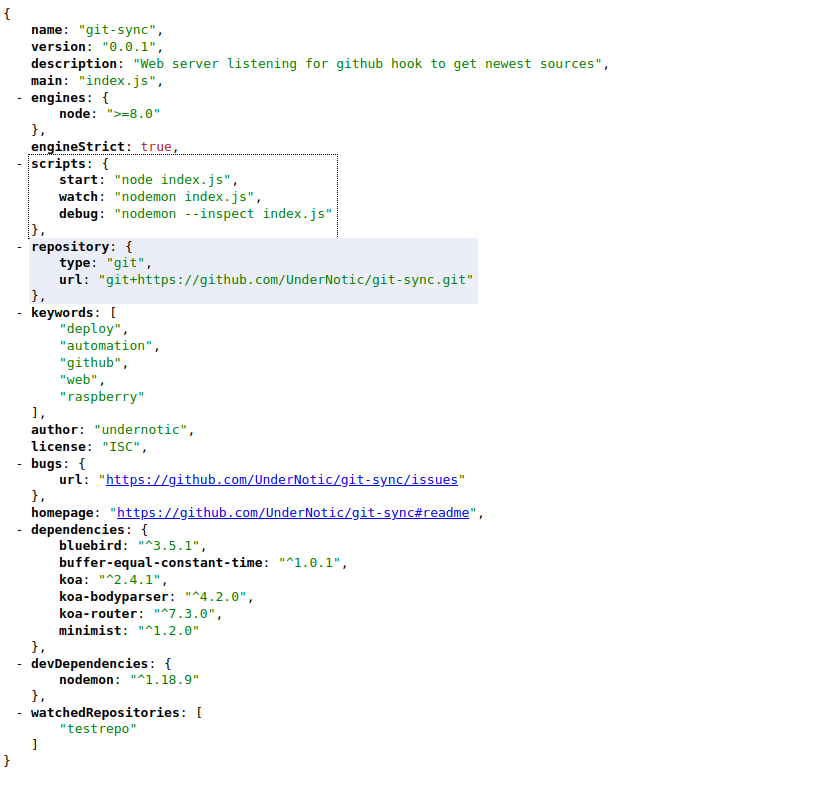 {
name: "git-sync",
version: "0.0.1",
description: "Web server listening for github hook to get newest sources",
main: "index.js",
- engines: {
node: ">=8.0"
},
engineStrict: true,
- scripts: {
start: "node index.js",
watch: "nodemon index.js",
debug: "nodemon --inspect index.js"
},
- repository: {
type: "git",
url: "git+https://github.com/UnderNotic/git-sync.git"
},
- keywords: [
"deploy",
"automation",
"github",
"web",
"raspberry"
],
author: "undernotic",
license: "ISC",
- bugs: {
url: "https://github.com/UnderNotic/git-sync/issues"
},
homepage: "https://github.com/UnderNotic/git-sync#readme",
- dependencies: {
bluebird: "^3.5.1",
buffer-equal-constant-time: "^1.0.1",
koa: "^2.4.1",
koa-bodyparser: "^4.2.0",
koa-router: "^7.3.0",
minimist: "^1.2.0"
},
- devDependencies: {
nodemon: "^1.18.9"
},
- watchedRepositories: [
"testrepo"
]
}